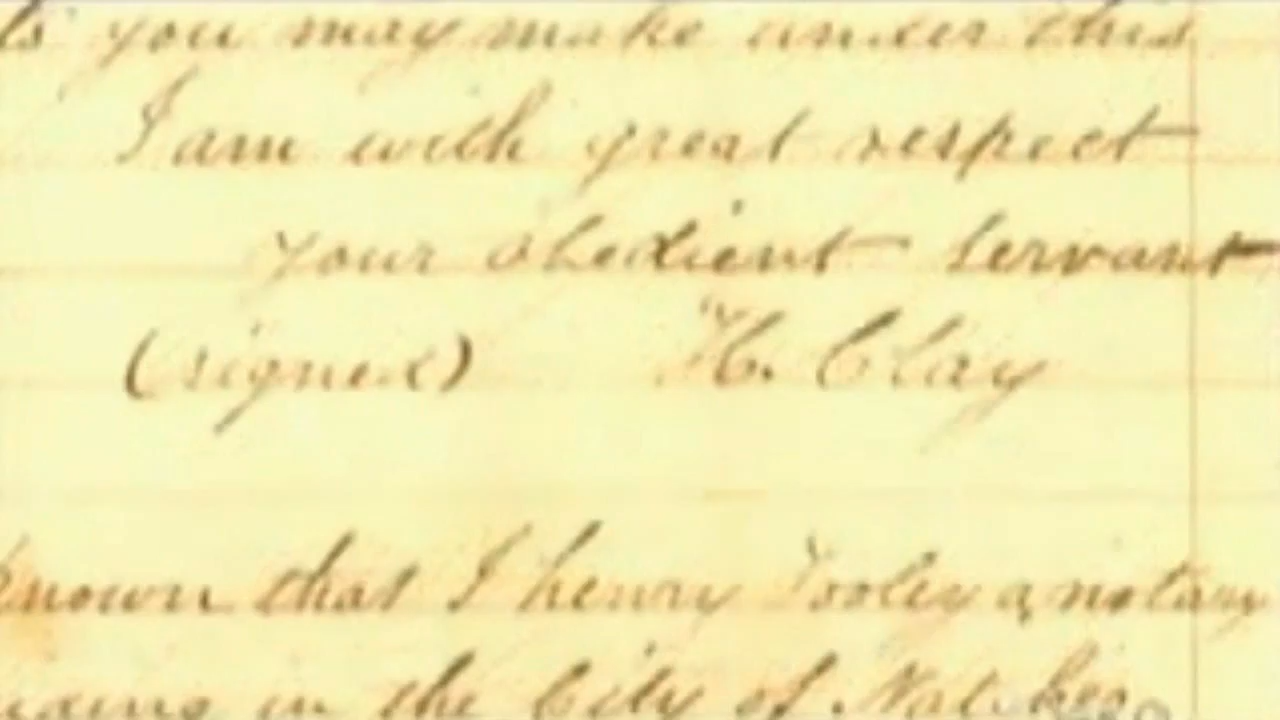 you may make under this
I am with great respect
your obedient servant
(signed) H. Clay
known that I henry Tooley a notary
in the City of Natchez